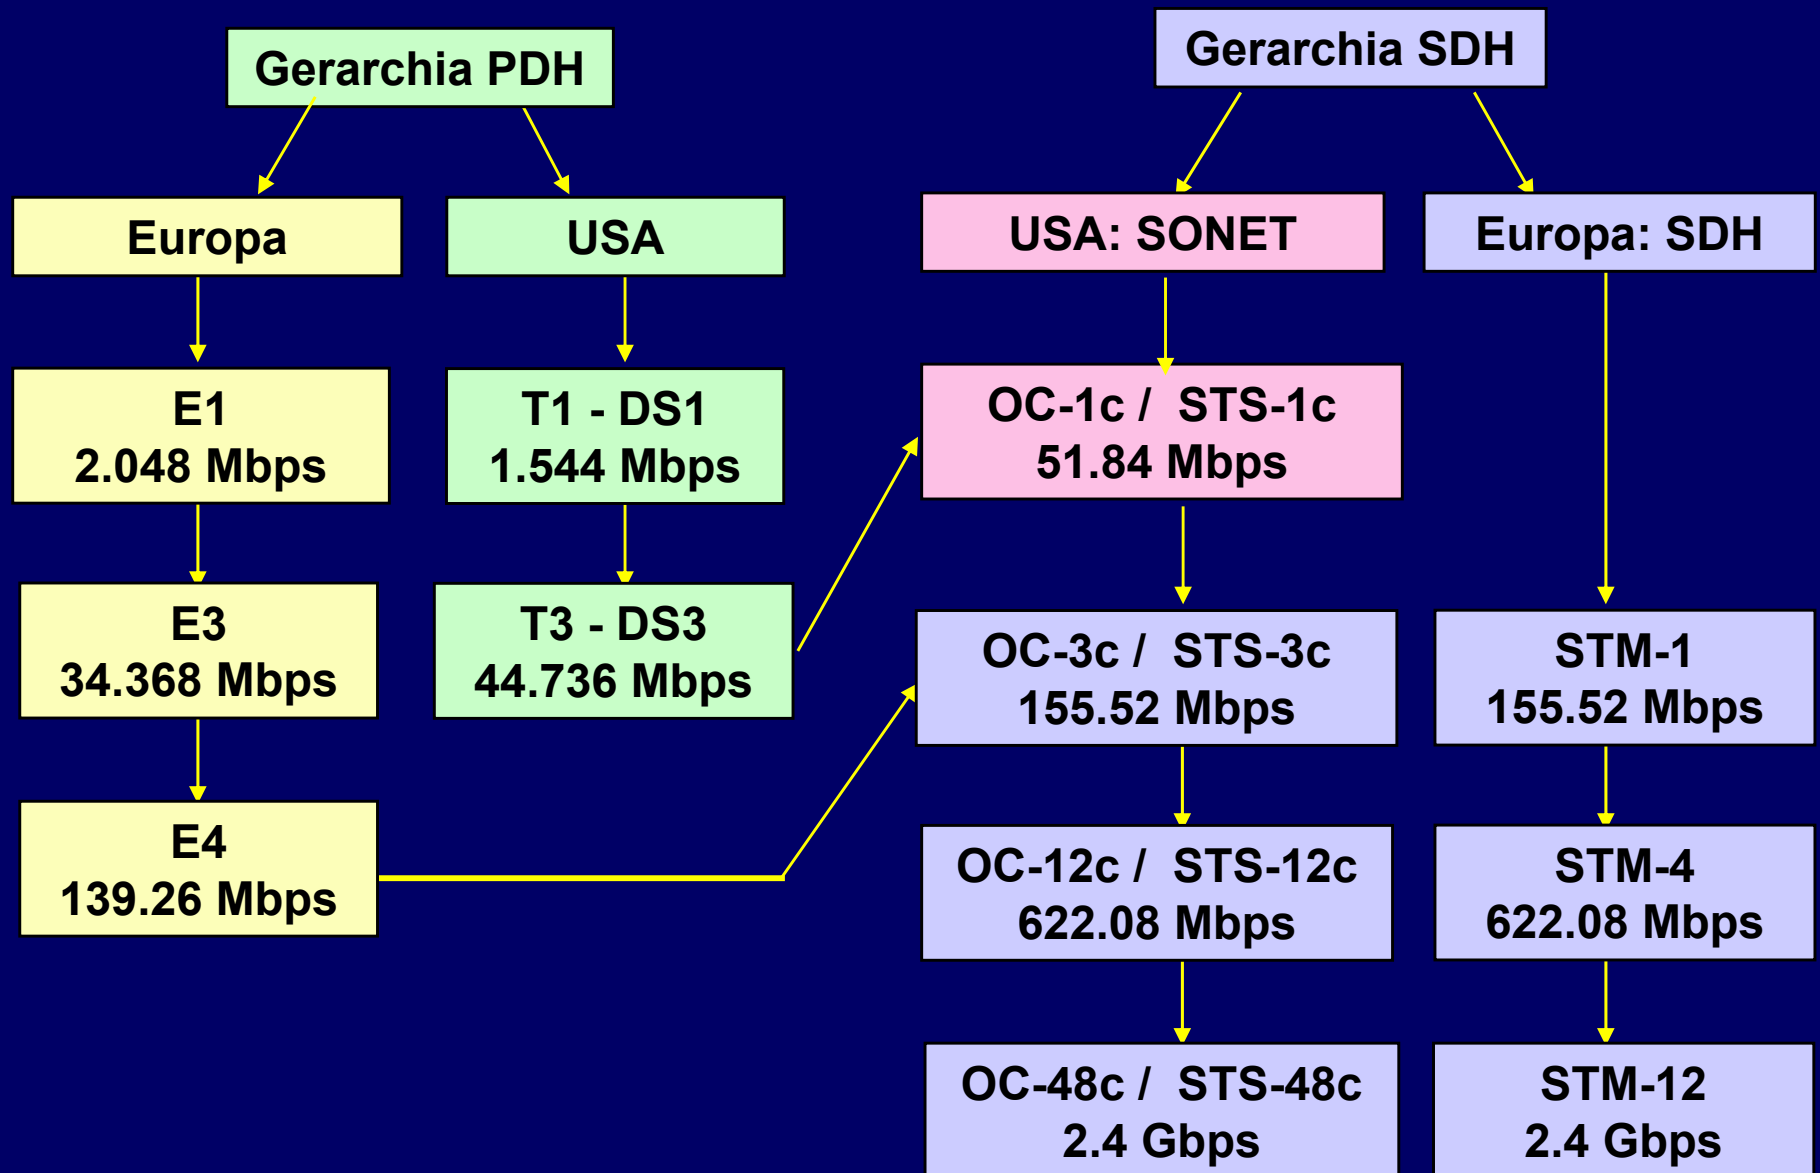 Gerarchia PDH
Gerarchia SDH
Europa
USA
USA: SONET
Europa: SDH
E1
2.048 Mbps
T1 - DS1
1.544 Mbps
OC-1c / STS-1c
51.84 Mbps
E3
34.368 Mbps
T3 - DS3
44.736 Mbps
OC-3c / STS-3c
155.52 Mbps
STM-1
155.52 Mbps
E4
139.26 Mbps
OC-12c / STS-12c
622.08 Mbps
STM-4
622.08 Mbps
OC-48c / STS-48c
2.4 Gbps
STM-12
2.4 Gbps